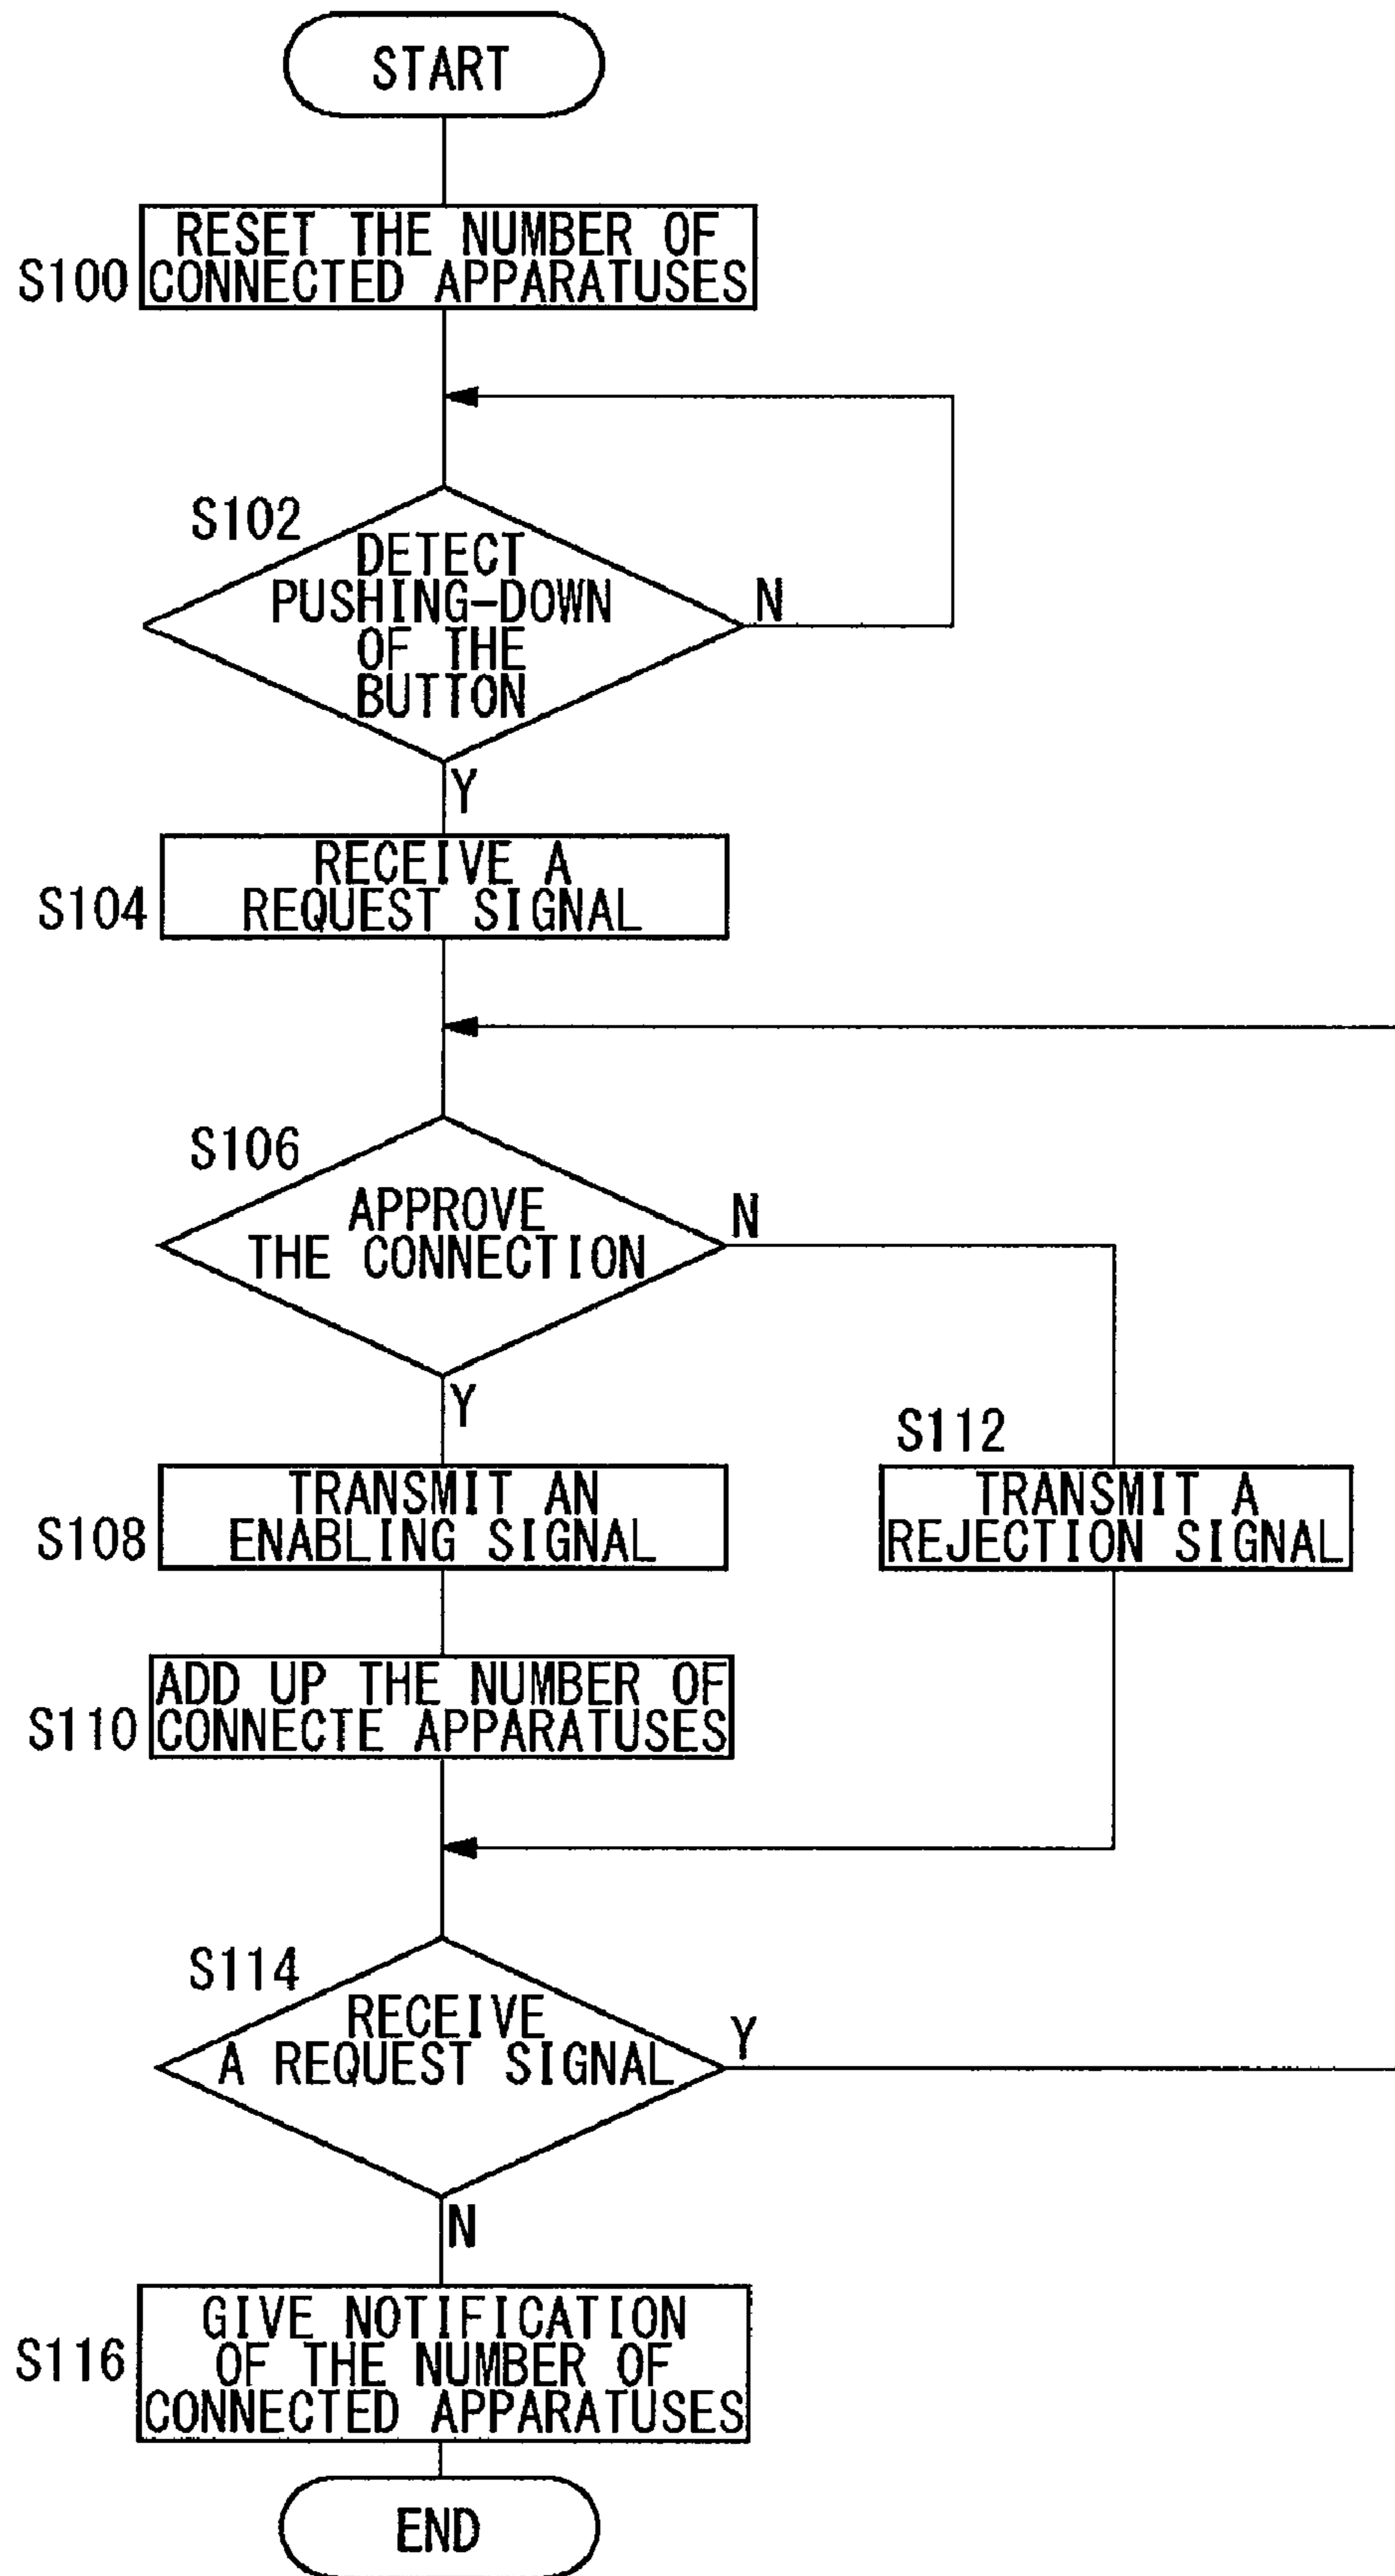 START
RESET THE NUMBER OF
S100 CONNECTED APPARATUSES
S102
DETECT
PUSHING-DOWN
OF THE
BUTTON
N
Y
RECEIVE A
S104 REQUEST SIGNAL
S106
APPROVE
THE CONNECTION
N
Y
S112
TRANSMIT AN
S108 ENABLING SIGNAL
TRANSMIT A
REJECTION SIGNAL
ADD UP THE NUMBER OF
S110 CONNECTE APPARATUSES
S114
RECEIVE
A REQUEST SIGNAL
Y
N
GIVE NOTIFICATION
S116 OF THE NUMBER OF
CONNECTED APPARATUSES
END